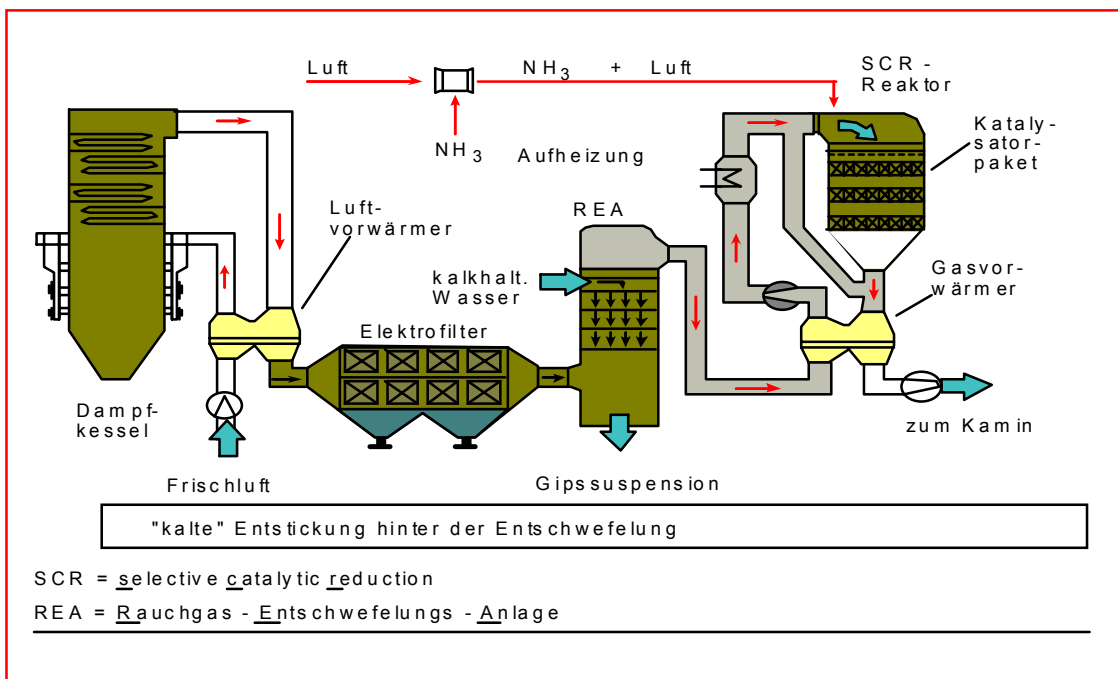 Luft
NH3 + Luft
SCR -
Reaktor
NH3
Aufheizung
Kataly-
sator-
paket
Luft-
vorwärmer
REA
kalkhalt.
Wasser
Gasvor-
wärmer
Elektrofilter
Dampf-
kessel
zum Kamin
Frischluft
Gipssuspension
"kalte" Entstickung hinter der Entschwefelung
SCR = selective catalytic reduction
REA = Rauchgas - Entschwefelungs - Anlage